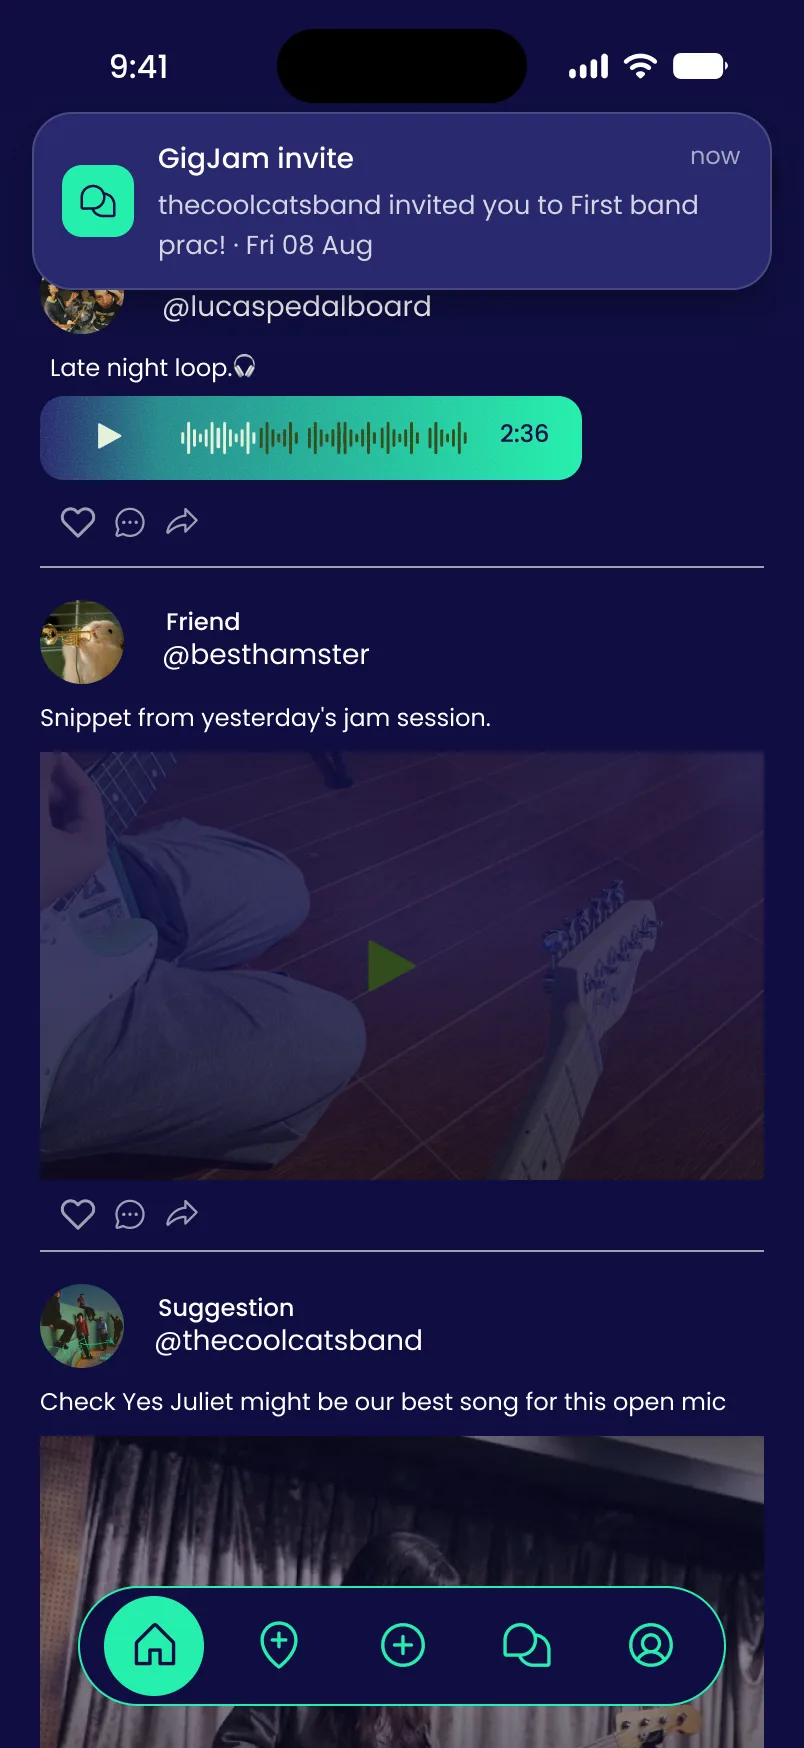 9:41
GigJam invite
now
thecoolcatsband invited you to First band
prac! · Fri 08 Aug
@lucaspedalboard
Late night loop.🎧
2:36
Friend
@besthamster
Snippet from yesterday's jam session.
Suggestion
@thecoolcatsband
Check Yes Juliet might be our best song for this open mic